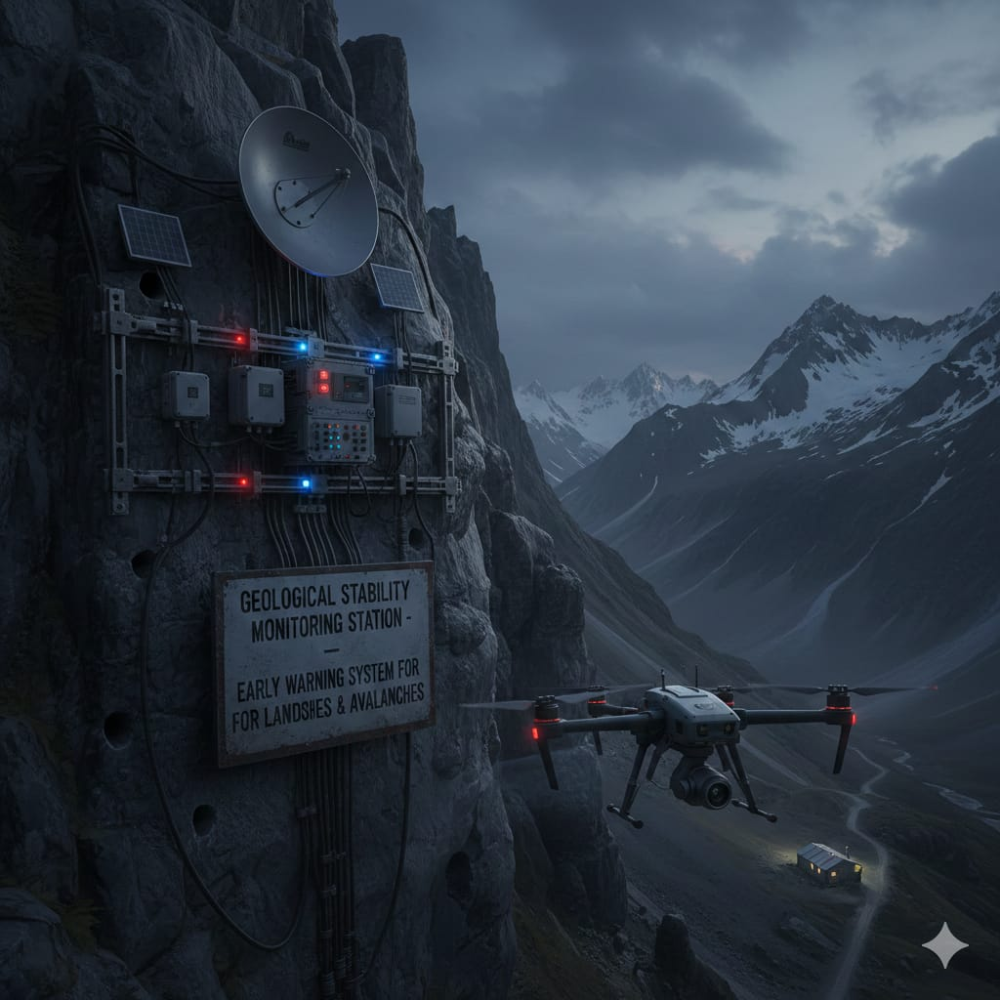 GEOLOGICAL STABILITY
MONITORING STATION -
—
EARLY WARNING SYSTEM FOR
FOR LANDSHES & AVALANCHES